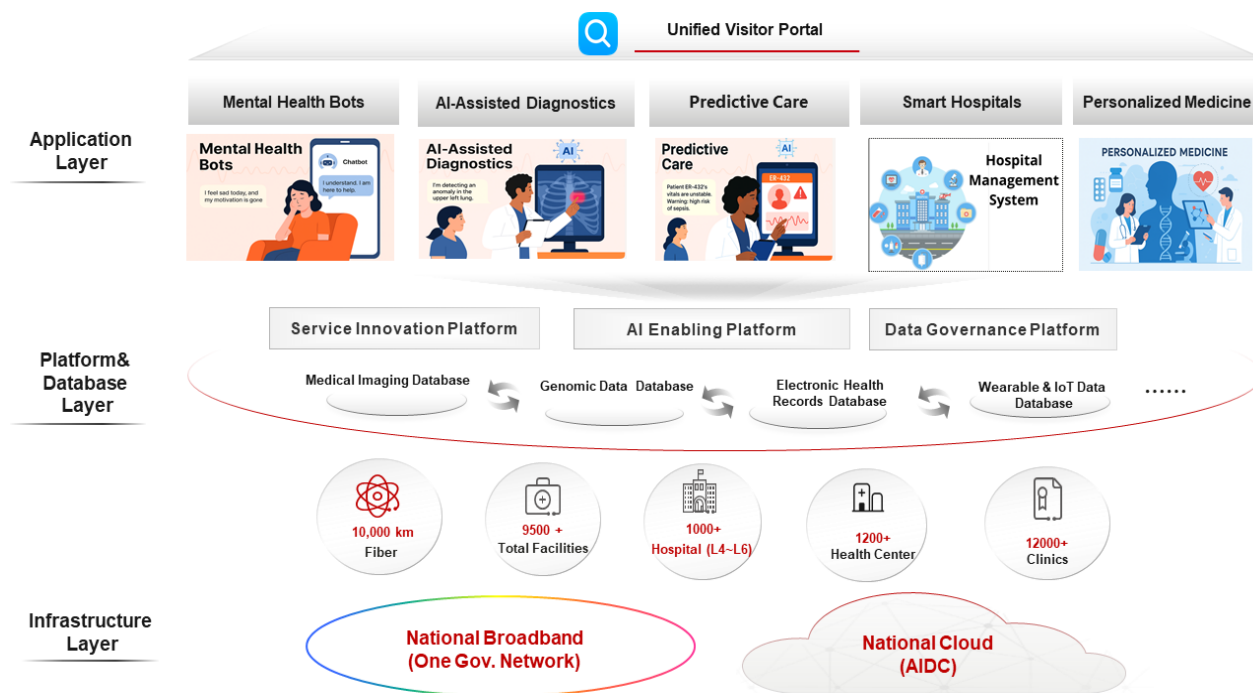 Unified Visitor Portal
Mental Health Bots
AI-Assisted Diagnostics
Predictive Care
Smart Hospitals
Personalized Medicine
Application
Layer
Mental Health
Bots
Chatbot
I feel sad today, and
my motivation is gone
I understand. I am
here to help.
AI-Assisted
Diagnostics
AI
I'm detecting an
anomaly in the
upper left lung.
Predictive
Care
AI
Patient ER-432's
vitals are unstable.
Warning: high risk
of sepsis.
ER-432
Hospital
Management
System
PERSONALIZED MEDICINE
Service Innovation Platform
AI Enabling Platform
Data Governance Platform
Platform&
Database
Layer
Medical Imaging Database
Genomic Data Database
Electronic Health
Records Database
Wearable & IoT Data
Database
......
10,000 km
Fiber
9500 +
Total Facilities
1000+
Hospital (L4~L6)
1200+
Health Center
12000+
Clinics
Infrastructure
Layer
National Broadband
(One Gov. Network)
National Cloud
(AIDC)